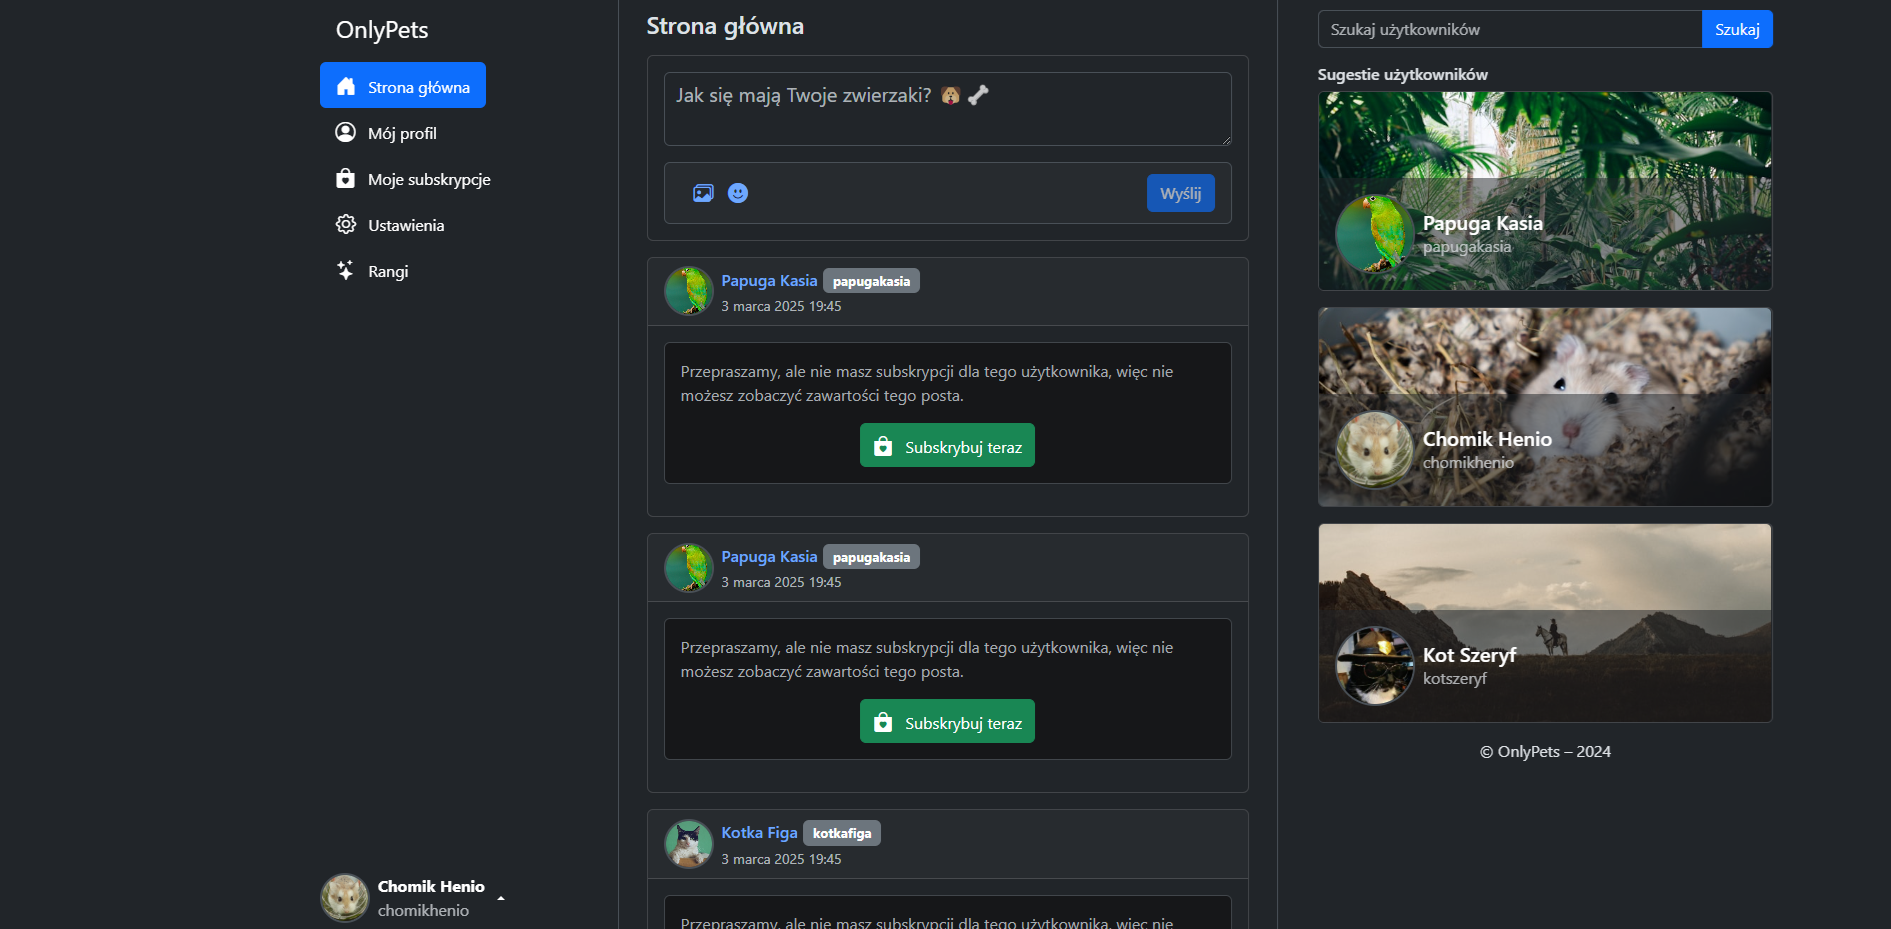 OnlyPets
Strona główna
Mój profil
Moje subskrypcje
Ustawienia
Rangi
Chomik Henio
chomikhenio
Strona główna
Jak się mają Twoje zwierzaki? 🐶 🦴
Wyślij
Papuga Kasia papugakasia
3 marca 2025 19:45
Przepraszamy, ale nie masz subskrypcji dla tego użytkownika, więc nie
możesz zobaczyć zawartości tego posta.
Subskrybuj teraz
Papuga Kasia papugakasia
3 marca 2025 19:45
Przepraszamy, ale nie masz subskrypcji dla tego użytkownika, więc nie
możesz zobaczyć zawartości tego posta.
Subskrybuj teraz
Kotka Figa kotkafiga
3 marca 2025 19:45
Przepraszamy, ale nie masz subskrypcji dla tego użytkownika, więc nie
Szukaj użytkowników Szukaj
Sugestie użytkowników
Papuga Kasia
papugakasia
Chomik Henio
chomikhenio
Kot Szeryf
kotszeryf
© OnlyPets – 2024